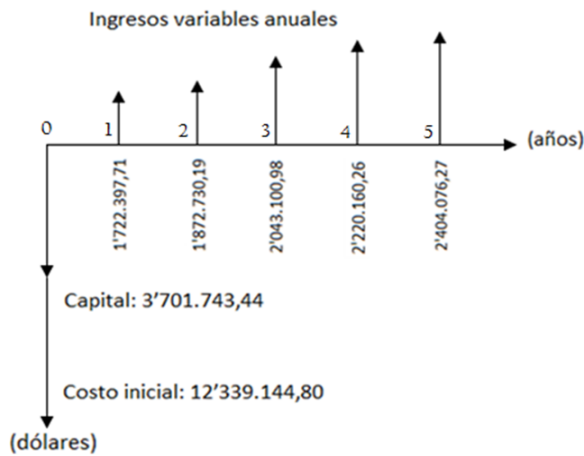 Ingresos variables anuales
0
1
2
3
4
5
(años)
1'722.397,71
1'872.730,19
2'043.100,98
2'220.160,26
2'404.076,27
Capital: 3'701.743,44
Costo inicial: 12'339.144,80
(dólares)